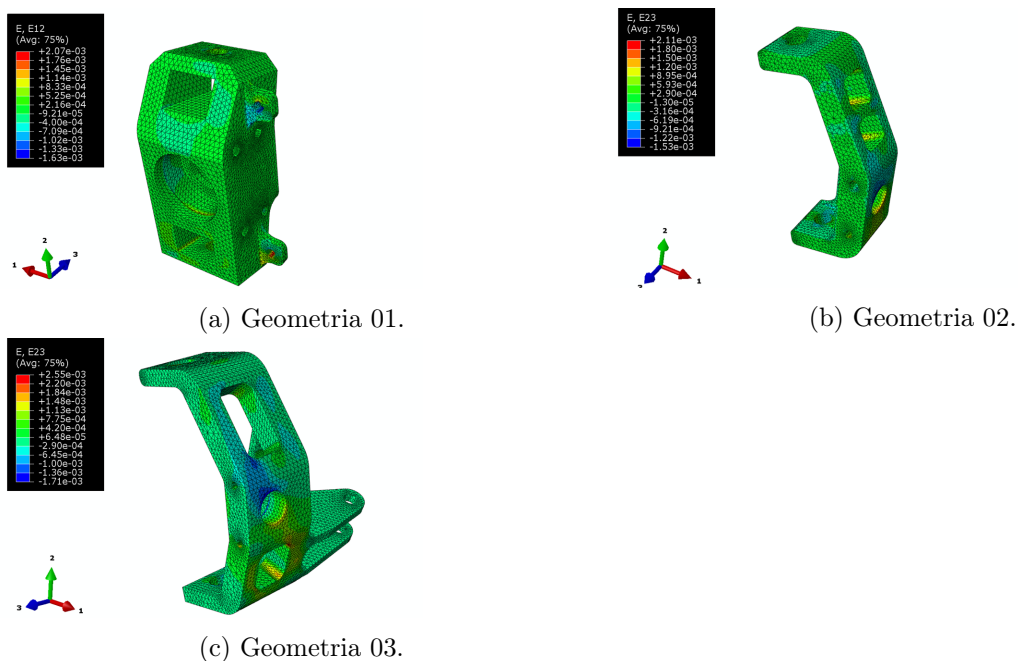 E, E12
(Avg: 75%)
+2.07e-03
+1.76e-03
+1.45e-03
+1.14e-03
+8.33e-04
+5.25e-04
+2.16e-04
-9.21e-05
-4.00e-04
-7.09e-04
-1.02e-03
-1.33e-03
-1.63e-03
2
3
1
(a) Geometria 01.
E, E23
(Avg: 75%)
+2.11e-03
+1.80e-03
+1.50e-03
+1.20e-03
+8.95e-04
+5.93e-04
+2.90e-04
-1.30e-05
-3.16e-04
-6.19e-04
-9.21e-04
-1.22e-03
-1.53e-03
2
1
(b) Geometria 02.
E, E23
(Avg: 75%)
+2.55e-03
+2.20e-03
+1.84e-03
+1.48e-03
+1.13e-03
+7.75e-04
+4.20e-04
+6.48e-05
-2.90e-04
-6.45e-04
-1.00e-03
-1.36e-03
-1.71e-03
2
3
1
(c) Geometria 03.